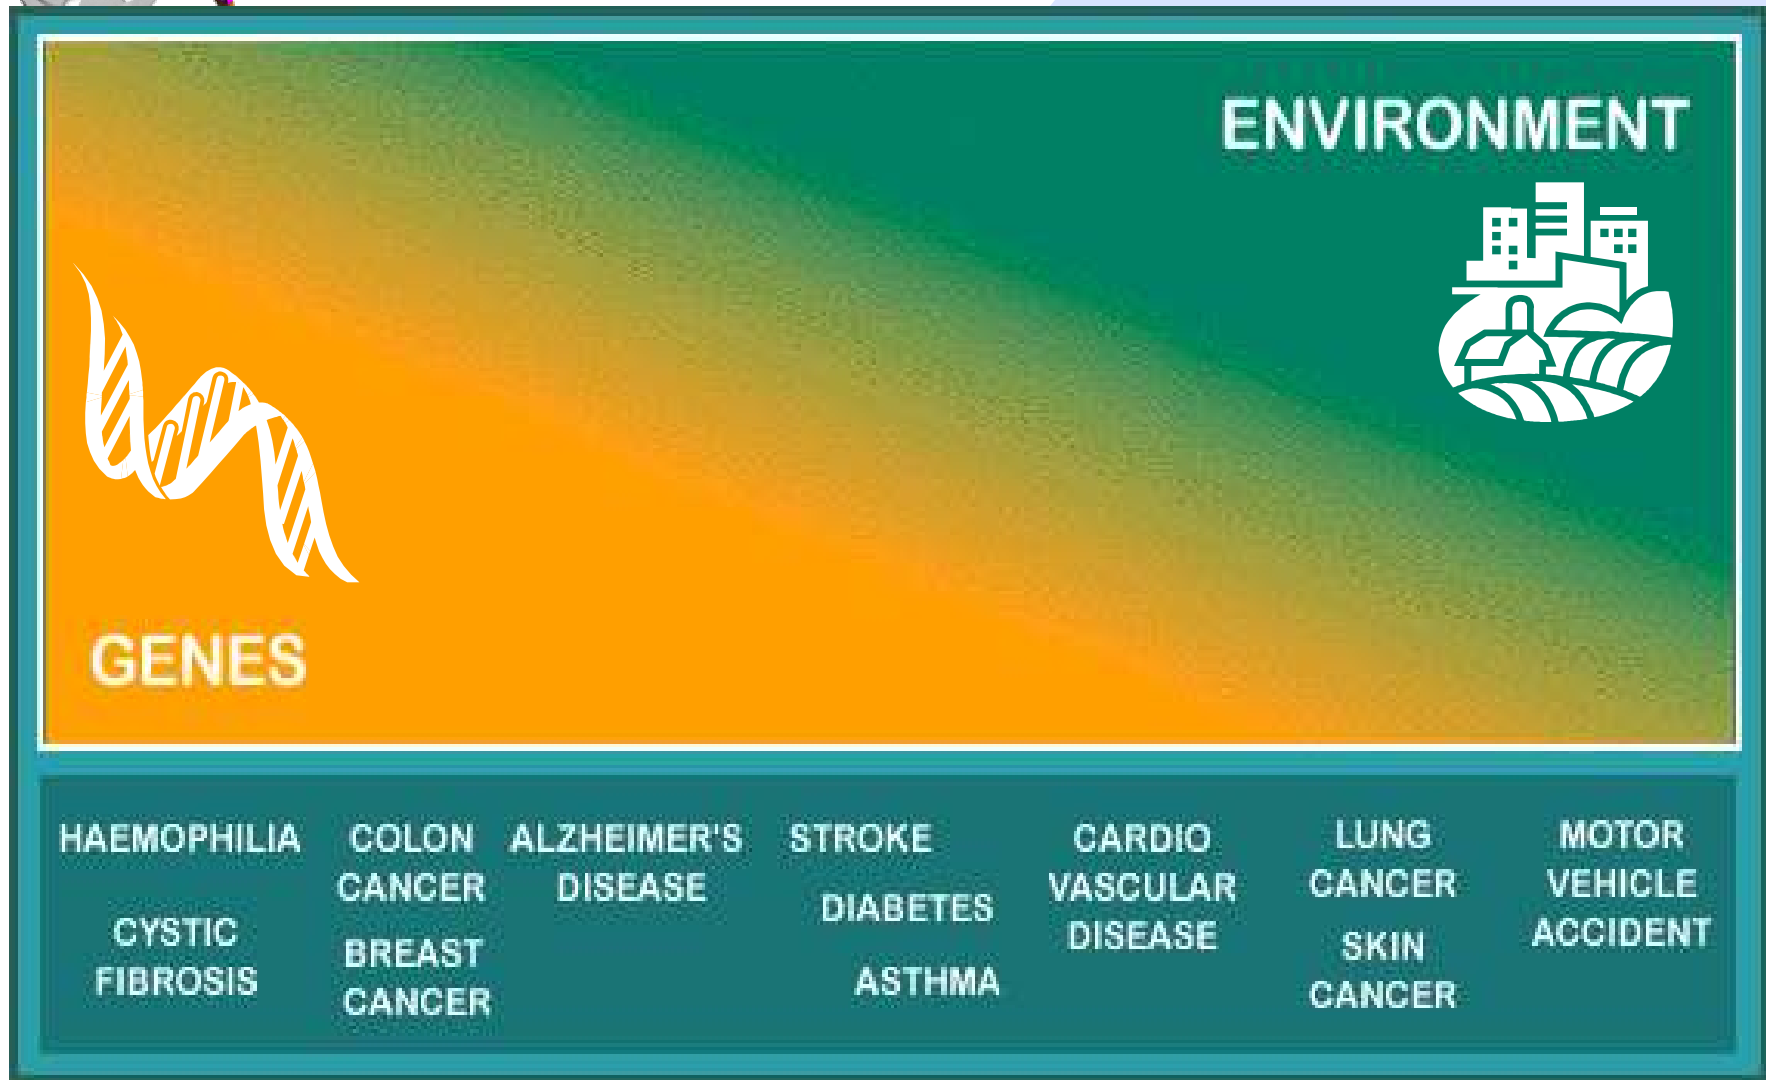 ENVIRONMENT
GENES
HAEMOPHILIA
CYSTIC
FIBROSIS
COLON
CANCER
BREAST
CANCER
ALZHEIMER'S
DISEASE
STROKE
DIABETES
ASTHMA
CARDIO
VASCULAR
DISEASE
LUNG
CANCER
SKIN
CANCER
MOTOR
VEHICLE
ACCIDENT